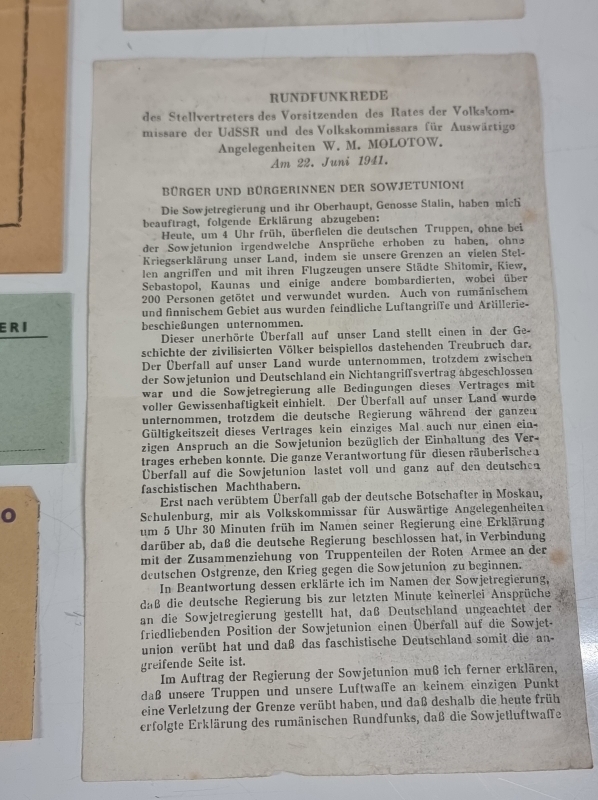 RUNDFUNKREDE
des Stellvertreters des Vorsitzenden des Rates der Volkskom-
missare der UdSSR und des Volkskommissars für Auswärtige
Angelegenheiten W. M. MOLOTOW.
Am 22. Juni 1941.
BÜRGER UND BÜRGERINNEN DER SOWJETUNION!
Die Sowjetregierung und ihr Oberhaupt, Genosse Stalin, haben mich
beauftragt, folgende Erklärung abzugeben:
Heute, um 4 Uhr früh, überfielen die deutschen Truppen, ohne bei
der Sowjetunion irgendwelche Ansprüche erhoben zu haben, ohne
Kriegserklärung unser Land, indem sie unsere Grenzen an vielen Stel-
len angriffen und mit ihren Flugzeugen unsere Städte Shitomir, Kiew,
Sebastopol, Kaunas und einige andere bombardierten, wobei über
200 Personen getötet und verwundet wurden. Auch von rumänischem
und finnischem Gebiet aus wurden feindliche Luftangriffe und Artillerie-
beschießungen unternommen.
Dieser unerhörte Überfall auf unser Land stellt einen in der Ge-
schichte der zivilisierten Völker beispiellos dastehenden Treubruch dar.
Der Überfall auf unser Land wurde unternommen, trotzdem zwischen
der Sowjetunion und Deutschland ein Nichtangriffsvertrag abgeschlossen
war und die Sowjetregierung alle Bedingungen dieses Vertrages mit
voller Gewissenhaftigkeit einhielt. Der Überfall auf unser Land wurde
unternommen, trotzdem die deutsche Regierung während der ganzen
Gültigkeitszeit dieses Vertrages kein einziges Mal auch nur einen ein-
zigen Anspruch an die Sowjetunion bezüglich der Einhaltung des Ver-
trages erheben konnte. Die ganze Verantwortung für diesen räuberischen
Überfall auf die Sowjetunion lastet voll und ganz auf den deutschen
faschistischen Machthabern.
Erst nach verübtem Überfall gab der deutsche Botschafter in Moskau,
Schulenburg, mir als Volkskommissar für Auswärtige Angelegenheiten
um 5 Uhr 30 Minuten früh im Namen seiner Regierung eine Erklärung
darüber ab, daß die deutsche Regierung beschlossen hat, in Verbindung
mit der Zusammenziehung von Truppenteilen der Roten Armee an der
deutschen Ostgrenze, den Krieg gegen die Sowjetunion zu beginnen.
In Beantwortung dessen erklärte ich im Namen der Sowjetregierung,
daß die deutsche Regierung bis zur letzten Minute keinerlei Ansprüche
an die Sowjetregierung gestellt hat, daß Deutschland ungeachtet der
friedliebenden Position der Sowjetunion einen Überfall auf die Sowjet-
union verübt hat und daß das faschistische Deutschland somit die an-
greifende Seite ist.
Im Auftrag der Regierung der Sowjetunion muß ich ferner erklären,
daß unsere Truppen und unsere Luftwaffe an keinem einzigen Punkt
eine Verletzung der Grenze verübt haben, und daß deshalb die heute früh
erfolgte Erklärung des rumänischen Rundfunks, daß die Sowjetluftwaffe
ERI
O